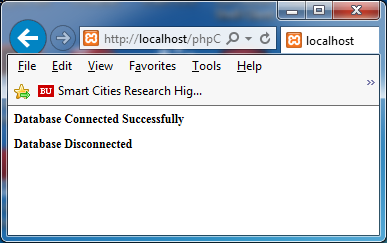 http://localhost/phpC
localhost
File Edit View Favorites Tools Help
BU Smart Cities Research Hig...
Database Connected Successfully
Database Disconnected